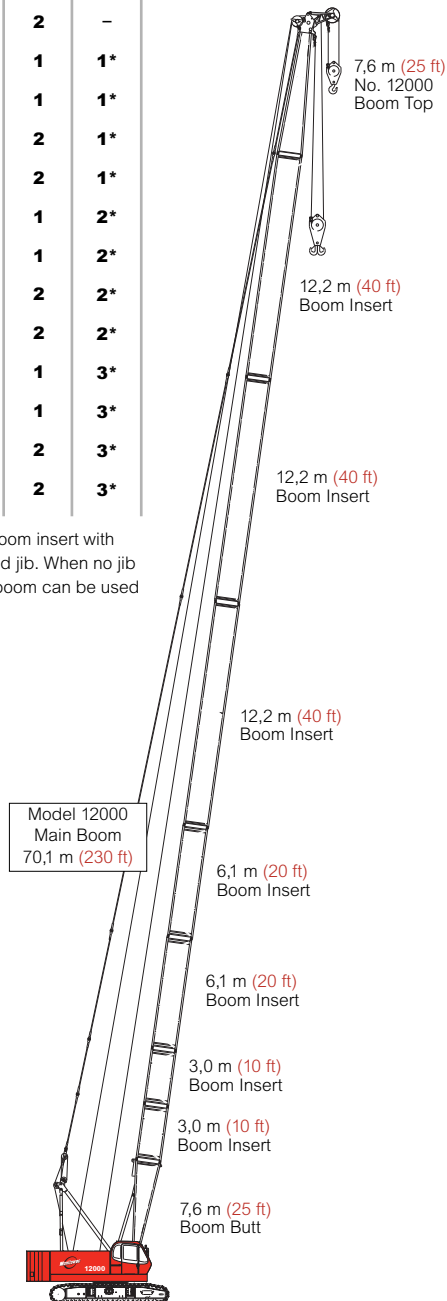 2 –
1 1*
1 1*
2 1*
2 1*
1 2*
1 2*
2 2*
2 2*
1 3*
1 3*
2 3*
2 3*
oom insert with
d jib. When no jib
boom can be used
7,6 m (25 ft)
No. 12000
Boom Top
12,2 m (40 ft)
Boom Insert
12,2 m (40 ft)
Boom Insert
12,2 m (40 ft)
Boom Insert
Model 12000
Main Boom
70,1 m (230 ft)
6,1 m (20 ft)
Boom Insert
6,1 m (20 ft)
Boom Insert
3,0 m (10 ft)
Boom Insert
3,0 m (10 ft)
Boom Insert
7,6 m (25 ft)
Boom Butt
12000